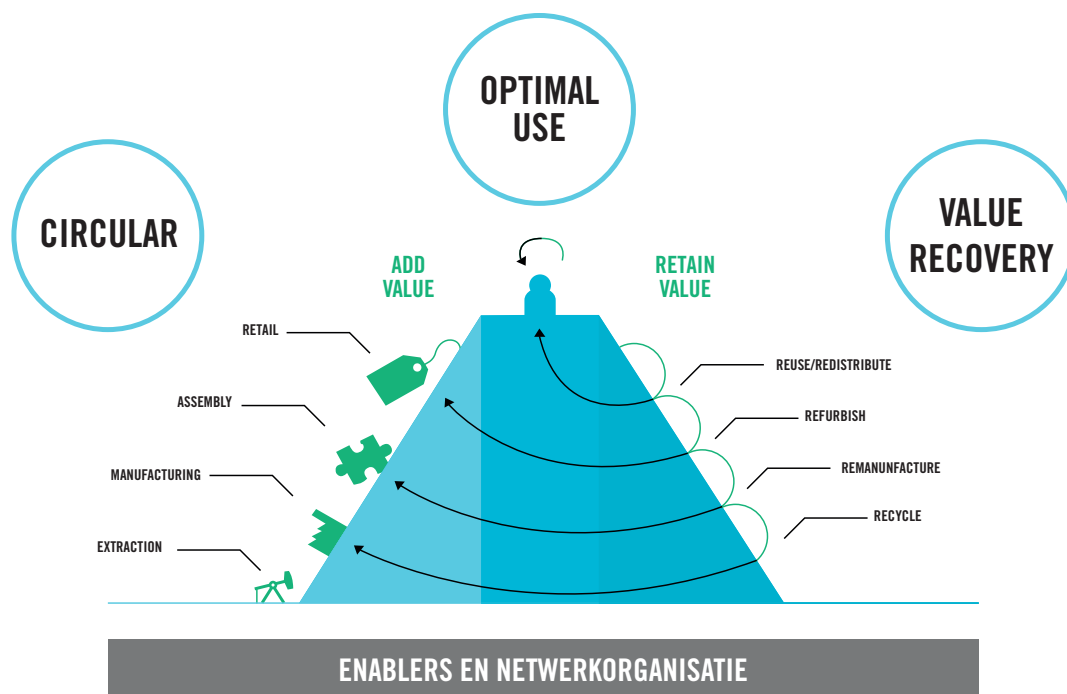 OPTIMAL
USE
CIRCULAR
VALUE
RECOVERY
ADD
VALUE
RETAIN
VALUE
RETAIL
ASSEMBLY
MANUFACTURING
EXTRACTION
REUSE/REDISTRIBUTE
REFURBISH
REMANUNFACTURE
RECYCLE
ENABLERS EN NETWERKORGANISATIE